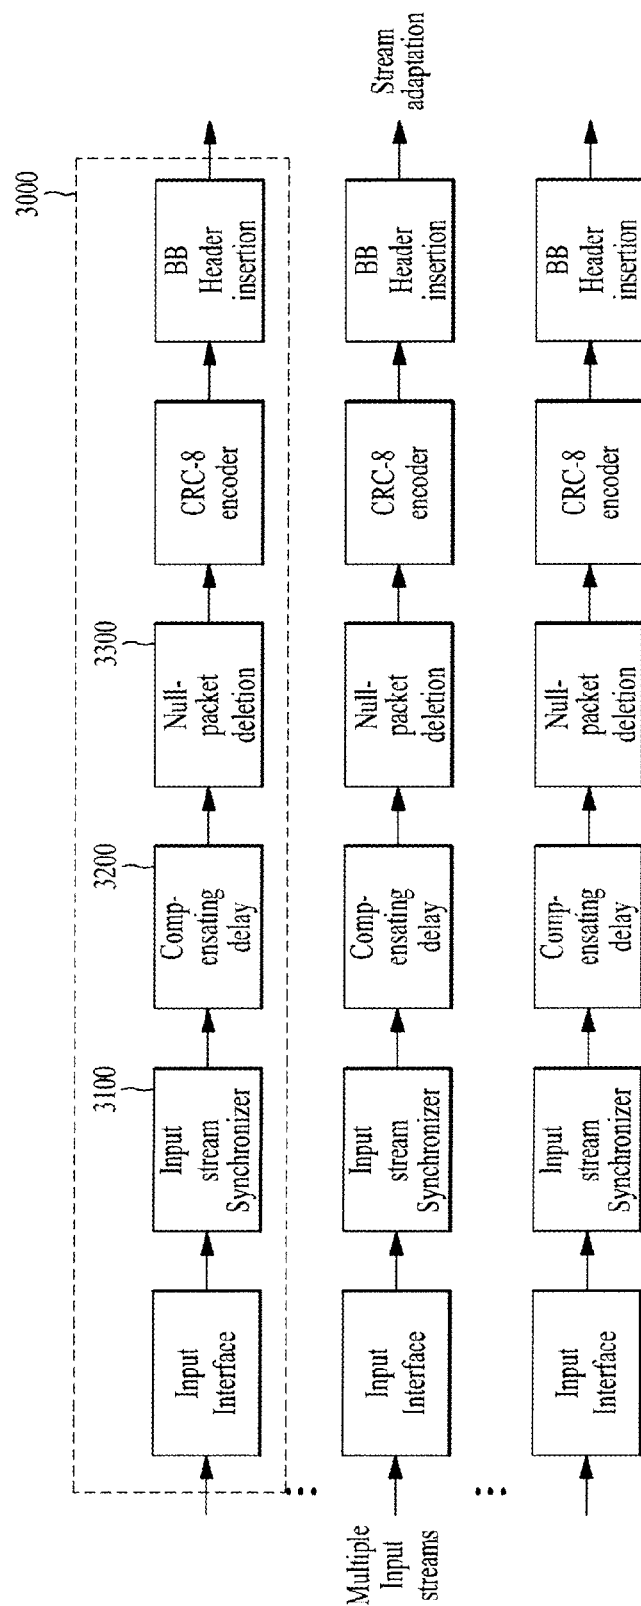 3000
3100
3200
3300
Input
Interface
Input
stream
Synchronizer
Comp-
ensating
delay
Null-
packet
deletion
CRC-8
encoder
BB
Header
insertion
Multiple
Input
streams
Input
Interface
Input
stream
Synchronizer
Comp-
ensating
delay
Null-
packet
deletion
CRC-8
encoder
BB
Header
insertion
Stream
adaptation
Input
Interface
Input
stream
Synchronizer
Comp-
ensating
delay
Null-
packet
deletion
CRC-8
encoder
BB
Header
insertion